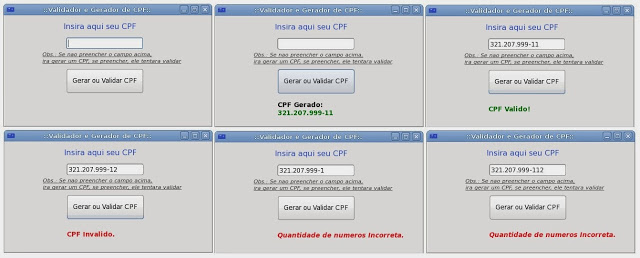 ::Validador e Gerador de CPF::
Insira aqui seu CPF
Obs.: Se nao preencher o campo acima,
ira gerar um CPF, se preencher, ele tentara validar
Gerar ou Validar CPF
::Validador e Gerador de CPF::
Insira aqui seu CPF
Obs.: Se nao preencher o campo acima,
ira gerar um CPF, se preencher, ele tentara validar
Gerar ou Validar CPF
CPF Gerado:
321.207.999-11
::Validador e Gerador de CPF::
Insira aqui seu CPF
321.207.999-11
Obs.: Se nao preencher o campo acima,
ira gerar um CPF, se preencher, ele tentara validar
Gerar ou Validar CPF
CPF Valido!
::Validador e Gerador de CPF::
Insira aqui seu CPF
321.207.999-12
Obs.: Se nao preencher o campo acima,
ira gerar um CPF, se preencher, ele tentara validar
Gerar ou Validar CPF
CPF Invalido.
::Validador e Gerador de CPF::
Insira aqui seu CPF
321.207.999-1
Obs.: Se nao preencher o campo acima,
ira gerar um CPF, se preencher, ele tentara validar
Gerar ou Validar CPF
Quantidade de numeros Incorreta.
::Validador e Gerador de CPF::
Insira aqui seu CPF
321.207.999-112
Obs.: Se nao preencher o campo acima,
ira gerar um CPF, se preencher, ele tentara validar
Gerar ou Validar CPF
Quantidade de numeros Incorreta.